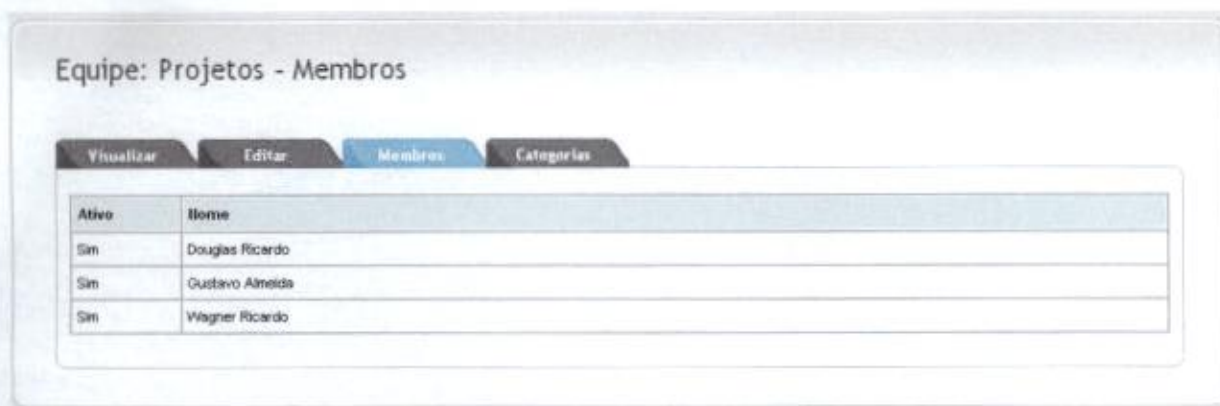 Equipe: Projetos - Membros
Visualizar Editar Membros Categorias
Ativo Nome
Sim Douglas Ricardo
Sim Gustavo Almeida
Sim Wagner Ricardo